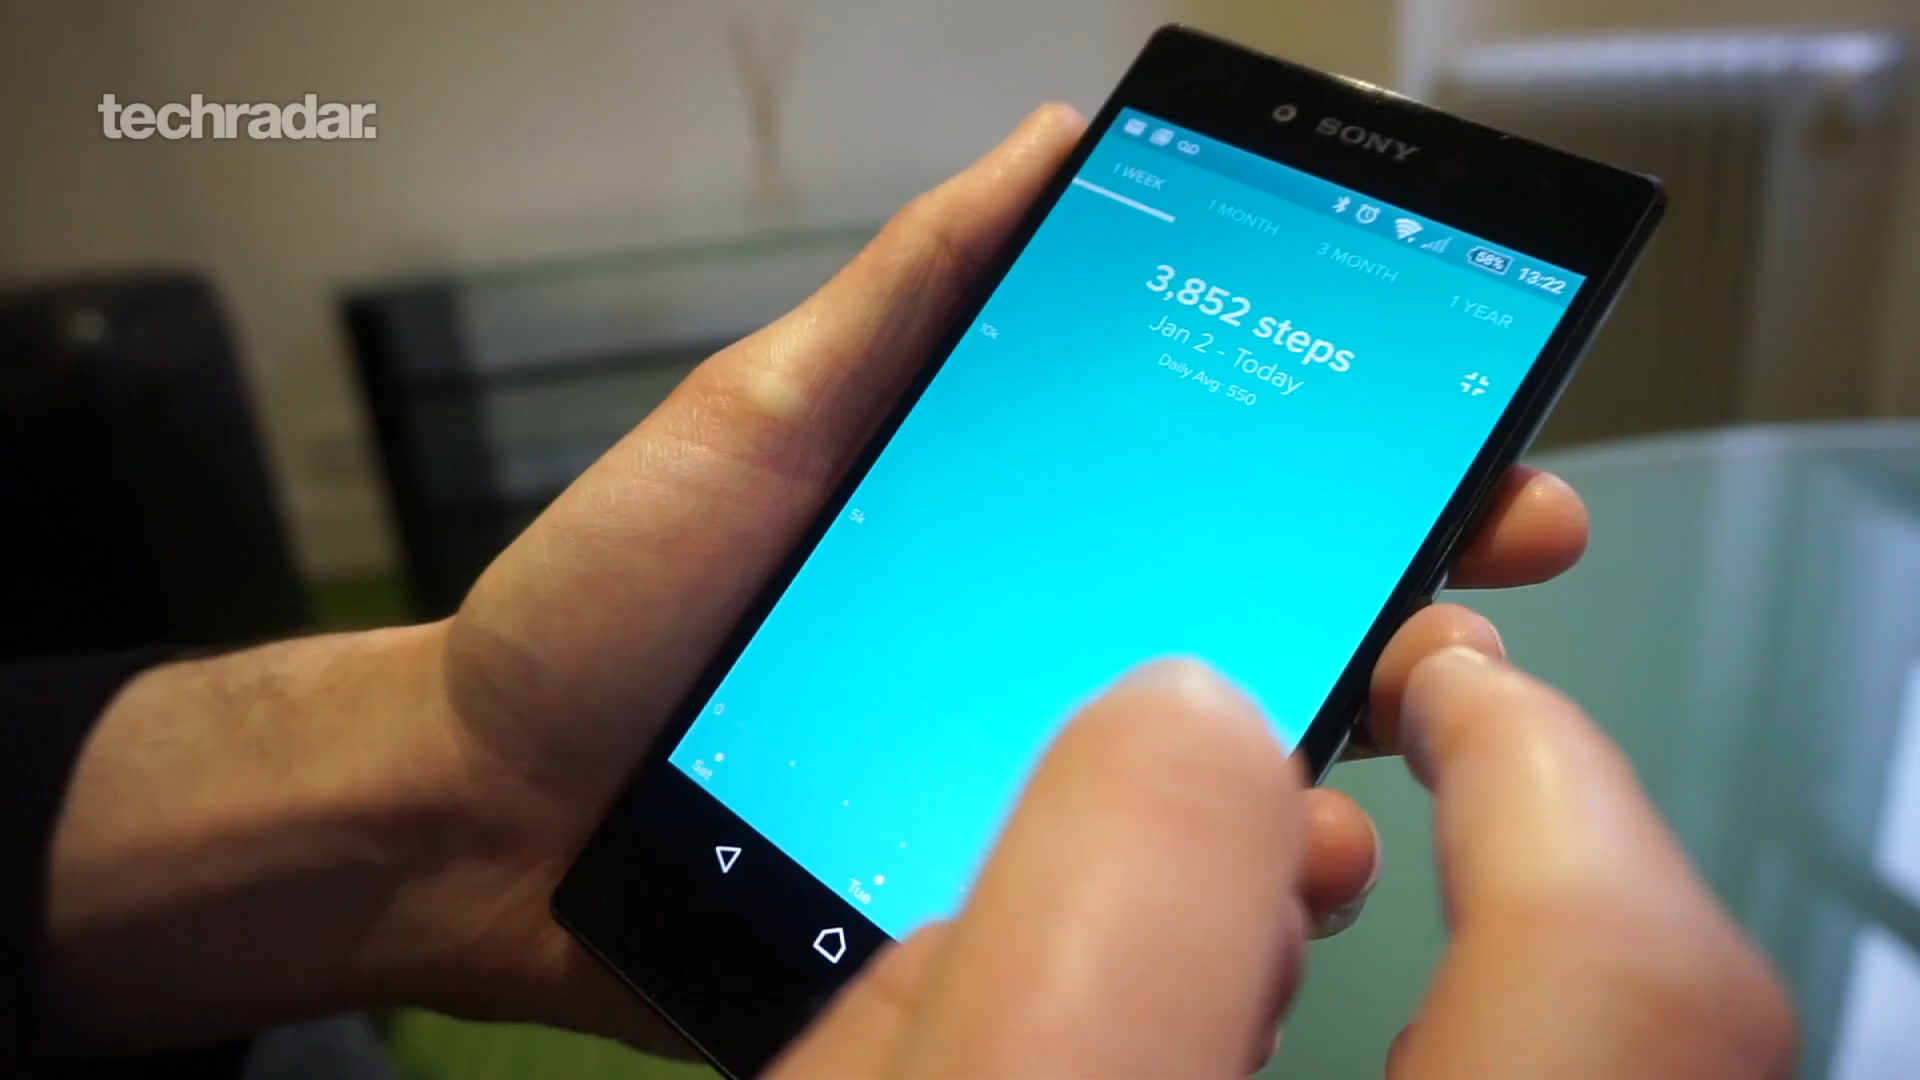 techradar.
SONY
58% 13:22
1 WEEK
1 MONTH
3 MONTH
1 YEAR
3,852 steps
Jan 2 - Today
Daily Avg: 550
10k
5k
0
Sat
Tue